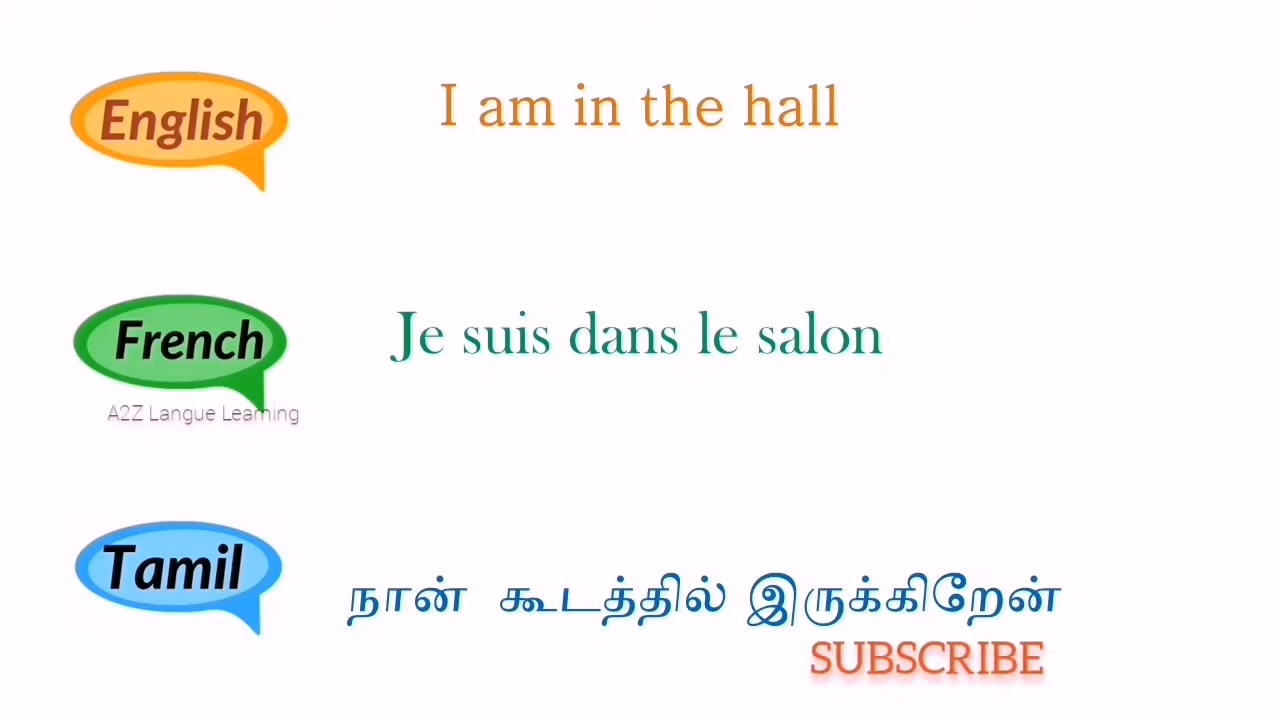 English
I am in the hall
French
Je suis dans le salon
A2Z Langue Learning
Tamil
நான் கூடத்தில் இருக்கிறேன்
SUBSCRIBE